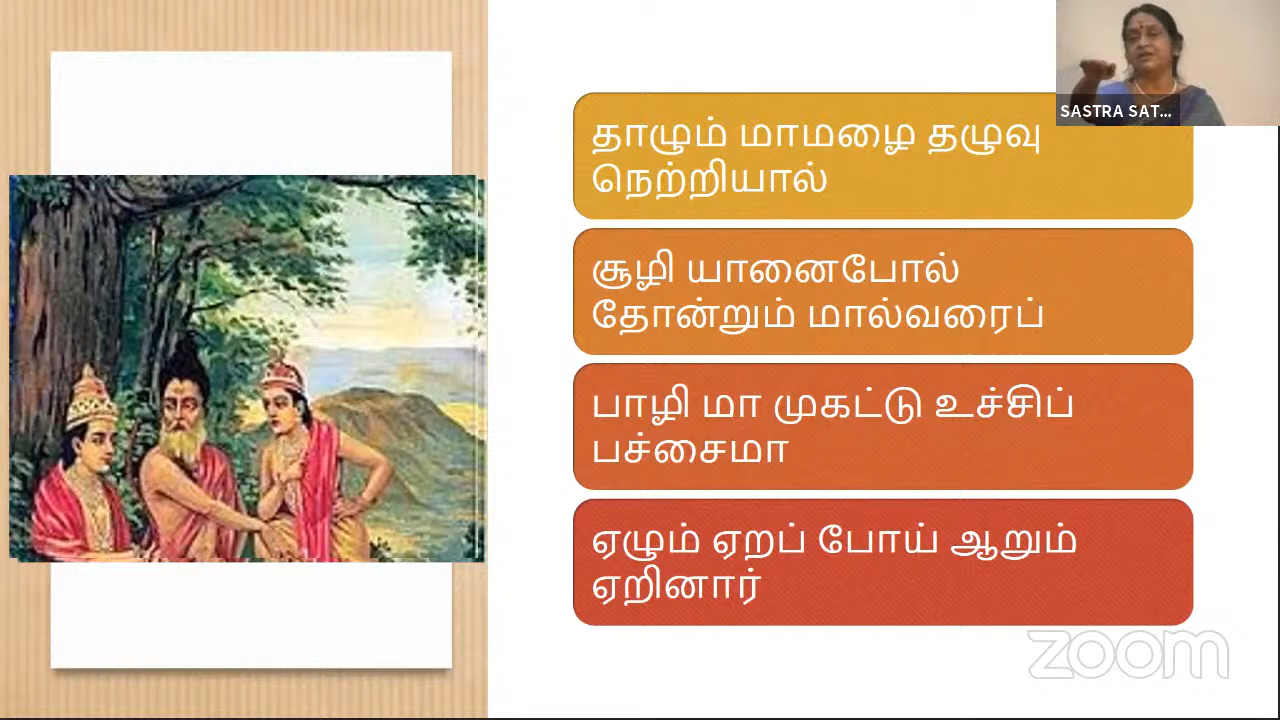 SASTRA SAT...
தாழும் மாமழை தழுவு
நெற்றியால்
சூழி யானைபோல்
தோன்றும் மால்வரைப்
பாழி மா முகட்டு உச்சிப்
பச்சைமா
ஏழும் ஏறப் போய் ஆறும்
ஏறினார்
zoom